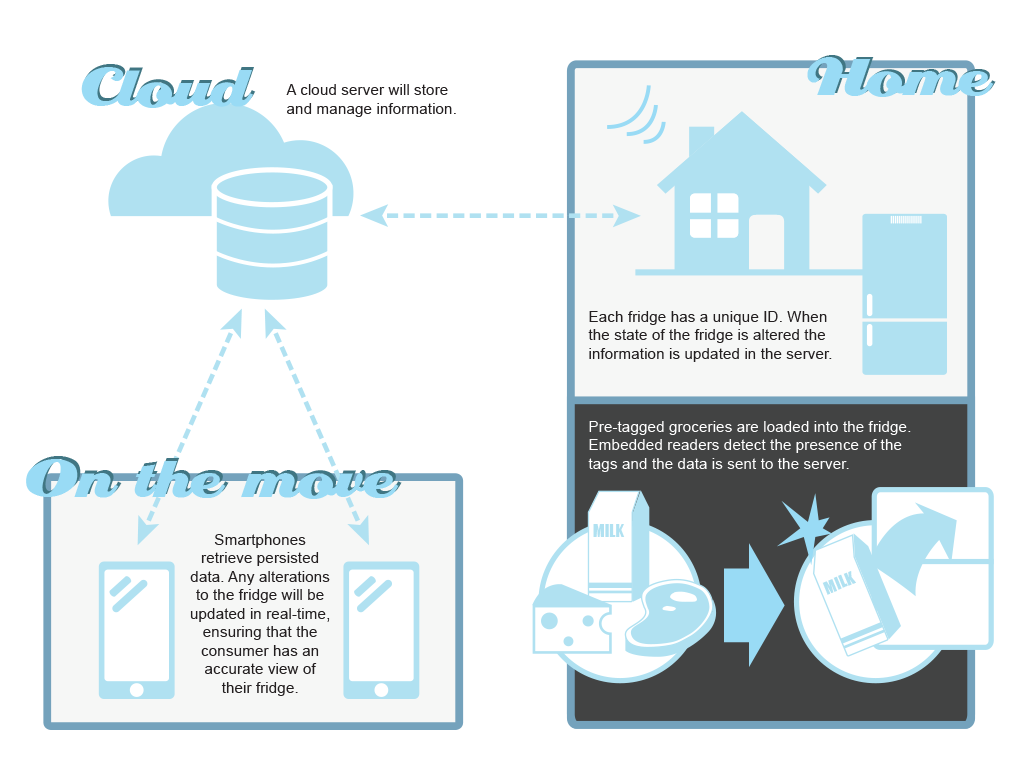 Cloud
A cloud server will store
and manage information.
Home
Each fridge has a unique ID. When
the state of the fridge is altered the
information is updated in the server.
Pre-tagged groceries are loaded into the fridge.
Embedded readers detect the presence of the
tags and the data is sent to the server.
MILK
MILK
On the move
Smartphones
retrieve persisted
data. Any alterations
to the fridge will be
updated in real-time,
ensuring that the
consumer has an
accurate view of
their fridge.